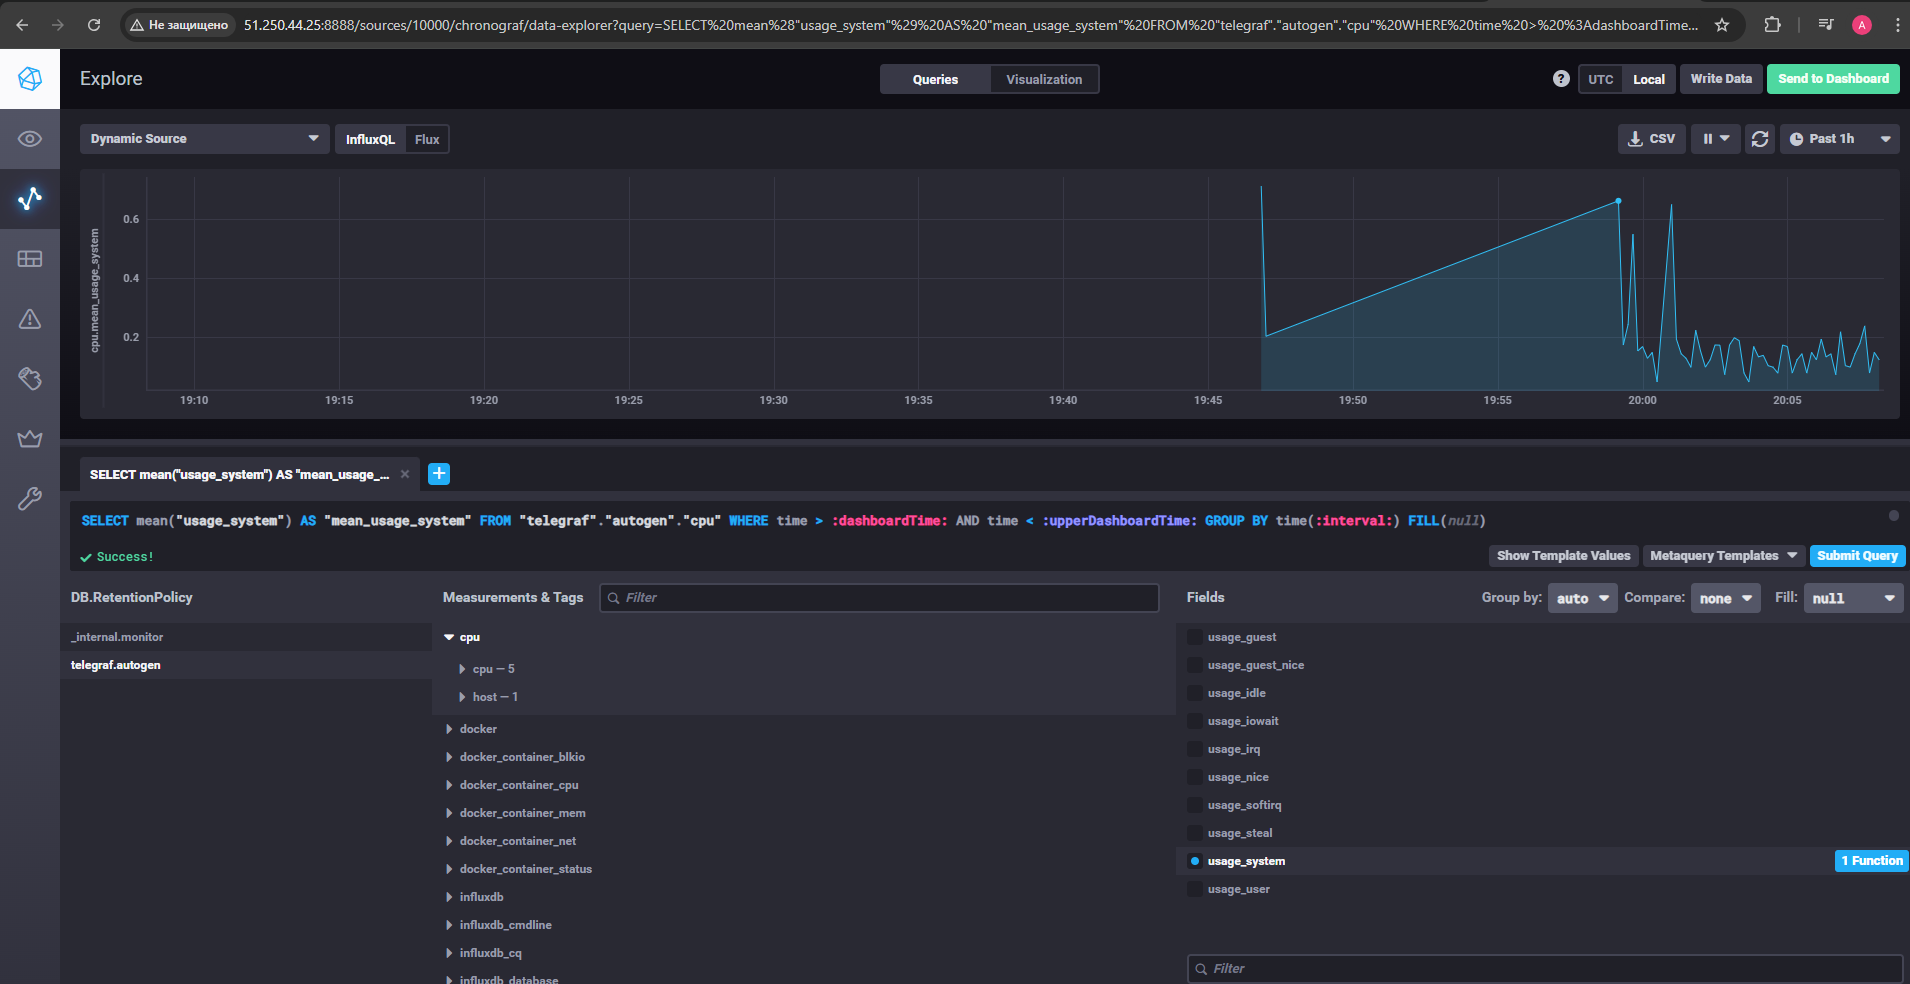 Не защищено
51.250.44.25:8888/sources/10000/chronograf/data-explorer?query=SELECT%20mean%28"usage_system"%29%20AS%20"mean_usage_system"%20FROM%20"telegraf"."autogen"."cpu"%20WHERE%20time%20>%20%3AdashboardTime...
A
Explore
Queries
Visualization
?
UTC
Local
Write Data
Send to Dashboard
Dynamic Source
InfluxQL
Flux
CSV
Past 1h
cpu.mean_usage_system
0.6
0.4
0.2
19:10
19:15
19:20
19:25
19:30
19:35
19:40
19:45
19:50
19:55
20:00
20:05
SELECT mean("usage_system") AS "mean_usage_...
SELECT mean("usage_system") AS "mean_usage_system" FROM "telegraf"."autogen"."cpu" WHERE time > :dashboardTime: AND time < :upperDashboardTime: GROUP BY time(:interval:) FILL(null)
Success!
Show Template Values
Metaquery Templates
Submit Query
DB.RetentionPolicy
_internal.monitor
telegraf.autogen
Measurements & Tags
Filter
cpu
cpu — 5
host — 1
docker
docker_container_blkio
docker_container_cpu
docker_container_mem
docker_container_net
docker_container_status
influxdb
influxdb_cmdline
influxdb_cq
influxdb_database
Fields
Group by:
auto
Compare:
none
Fill:
null
usage_guest
usage_guest_nice
usage_idle
usage_iowait
usage_irq
usage_nice
usage_softirq
usage_steal
usage_system
1 Function
usage_user
Filter